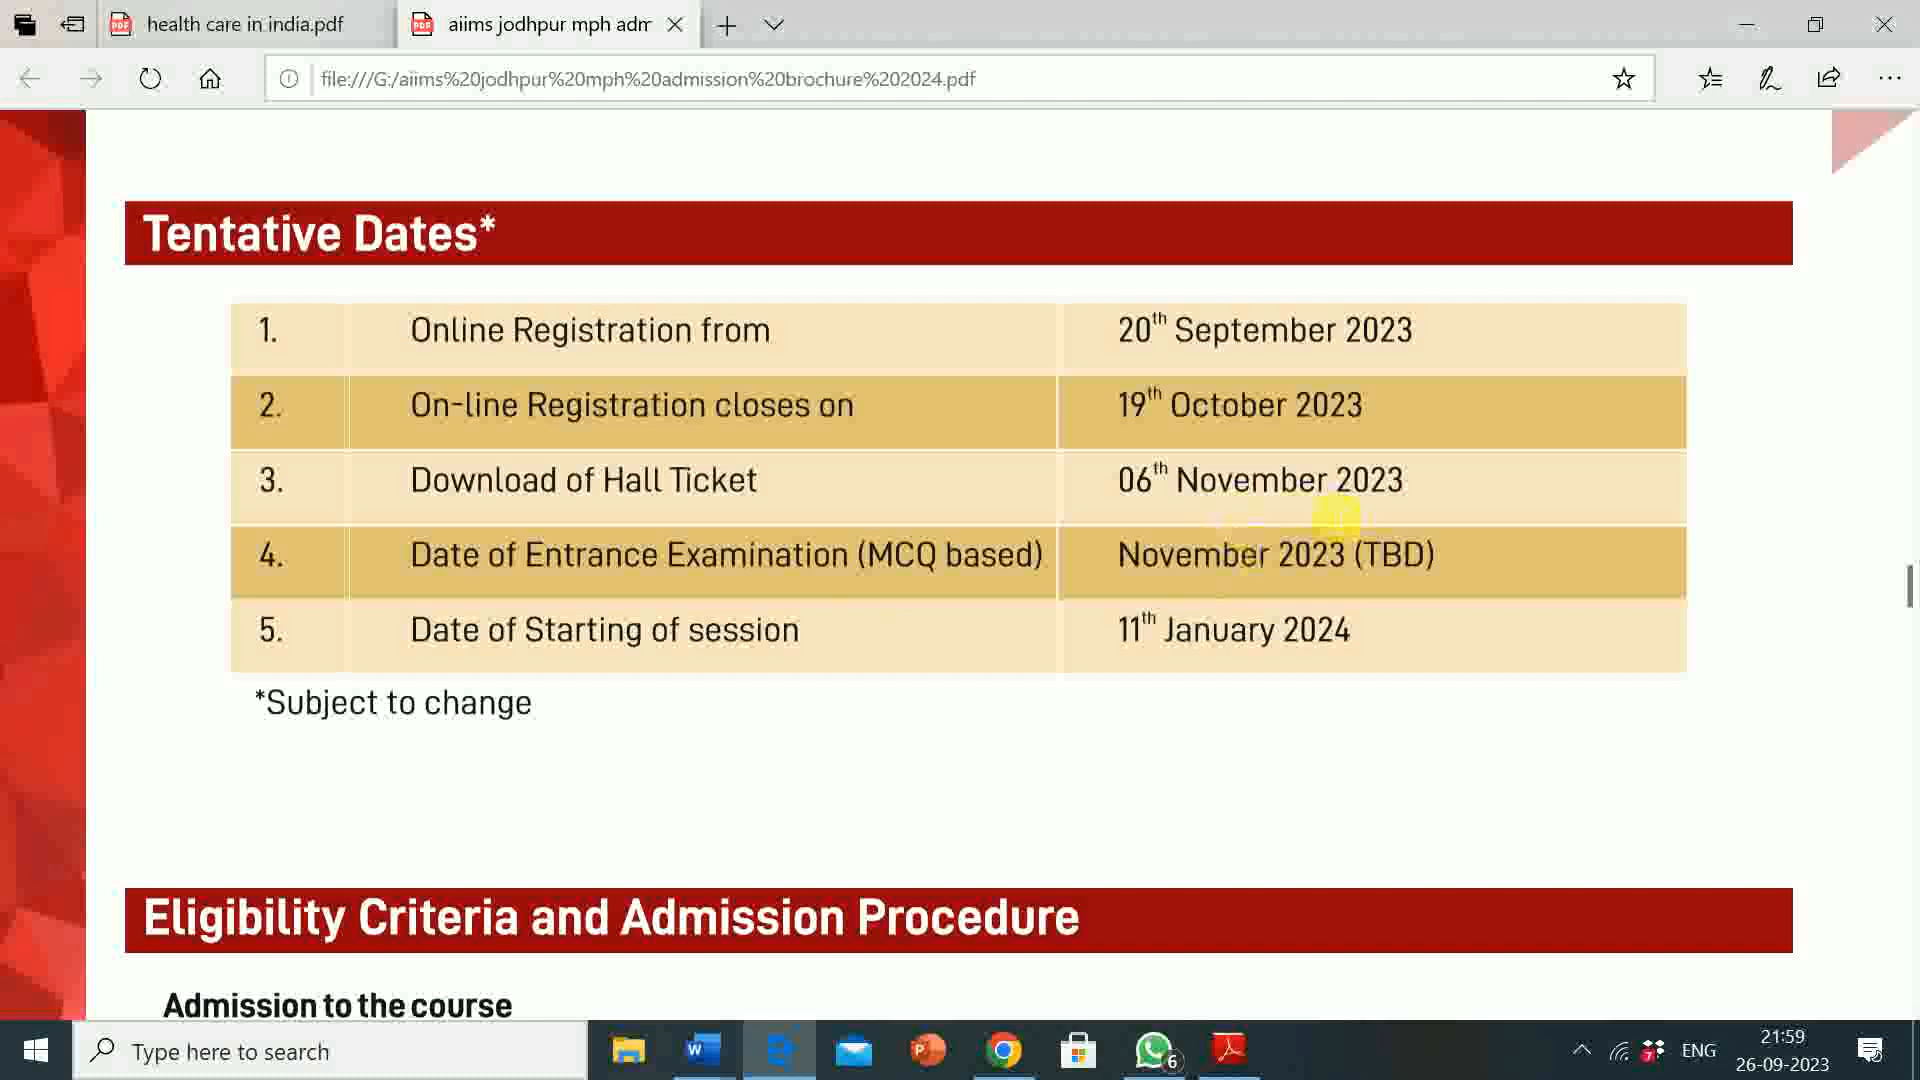 health care in india.pdf
aiims jodhpur mph adm
file:///G:/aiims%20jodhpur%20mph%20admission%20brochure%202024.pdf
Tentative Dates*
1. Online Registration from 20th September 2023
2. On-line Registration closes on 19th October 2023
3. Download of Hall Ticket 06th November 2023
4. Date of Entrance Examination (MCQ based) November 2023 (TBD)
5. Date of Starting of session 11th January 2024
*Subject to change
Eligibility Criteria and Admission Procedure
Admission to the course
Type here to search
6
7
ENG
21:59
26-09-2023